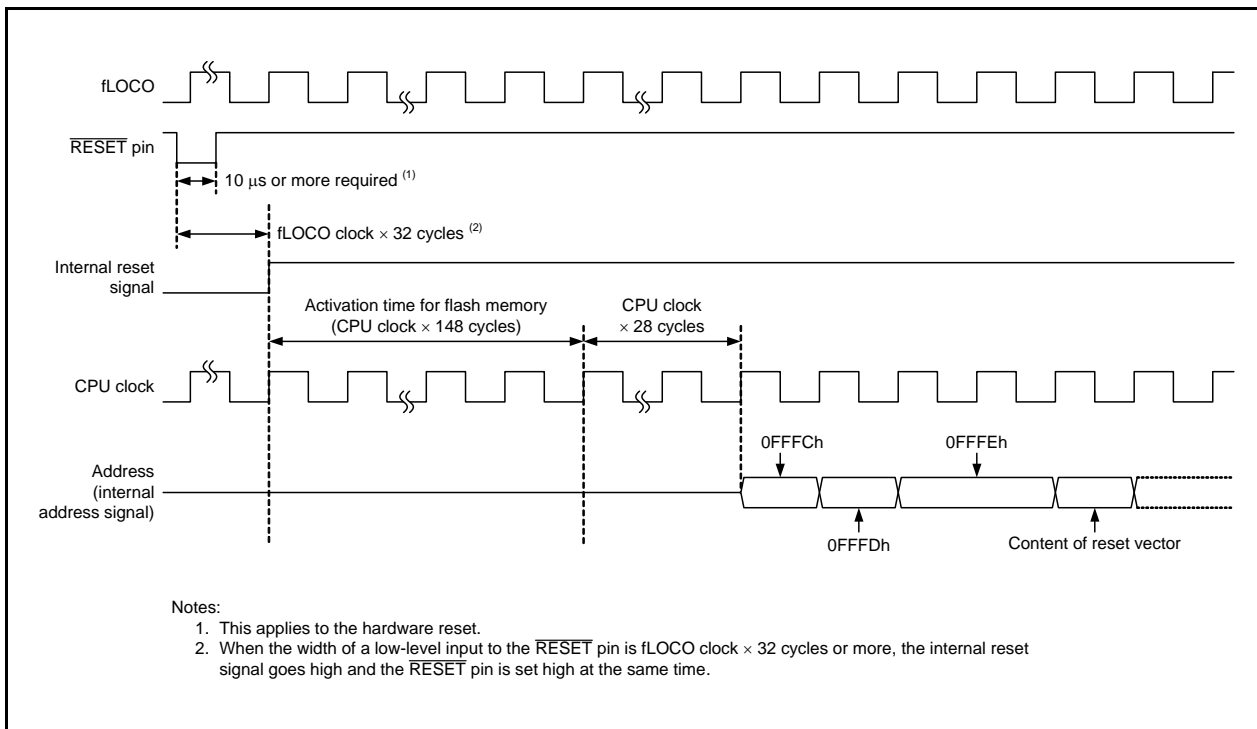 fLOCO
RESET pin
10 μs or more required (1)
fLOCO clock × 32 cycles (2)
Internal reset
signal
Activation time for flash memory
(CPU clock × 148 cycles)
CPU clock
× 28 cycles
CPU clock
0FFFCh
0FFFEh
Address
(internal
address signal)
0FFFDh
Content of reset vector
Notes:
1. This applies to the hardware reset.
2. When the width of a low-level input to the RESET pin is fLOCO clock × 32 cycles or more, the internal reset
signal goes high and the RESET pin is set high at the same time.